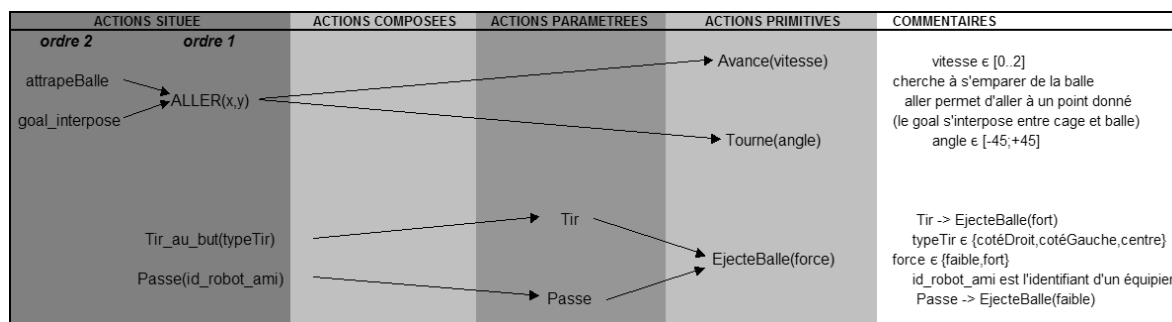 ACTIONS SITUEE ACTIONS COMPOSEES ACTIONS PARAMETREES ACTIONS PRIMITIVES COMMENTAIRES
ordre 2 ordre 1
Avance(vitesse) vitesse є [0..2]
attrapeBalle cherche à s'emparer de la balle
ALLER(x,y) aller permet d'aller à un point donné
goal_interpose (le goal s'interpose entre cage et balle)
Tourne(angle) angle є [-45;+45]
Tir Tir -> EjecteBalle(fort)
Tir_au_but(typeTir) typeTir є {cotéDroit,cotéGauche,centre}
EjecteBalle(force) force є {faible,fort}
Passe(id_robot_ami) id_robot_ami est l'identifiant d'un équipier
Passe Passe -> EjecteBalle(faible)